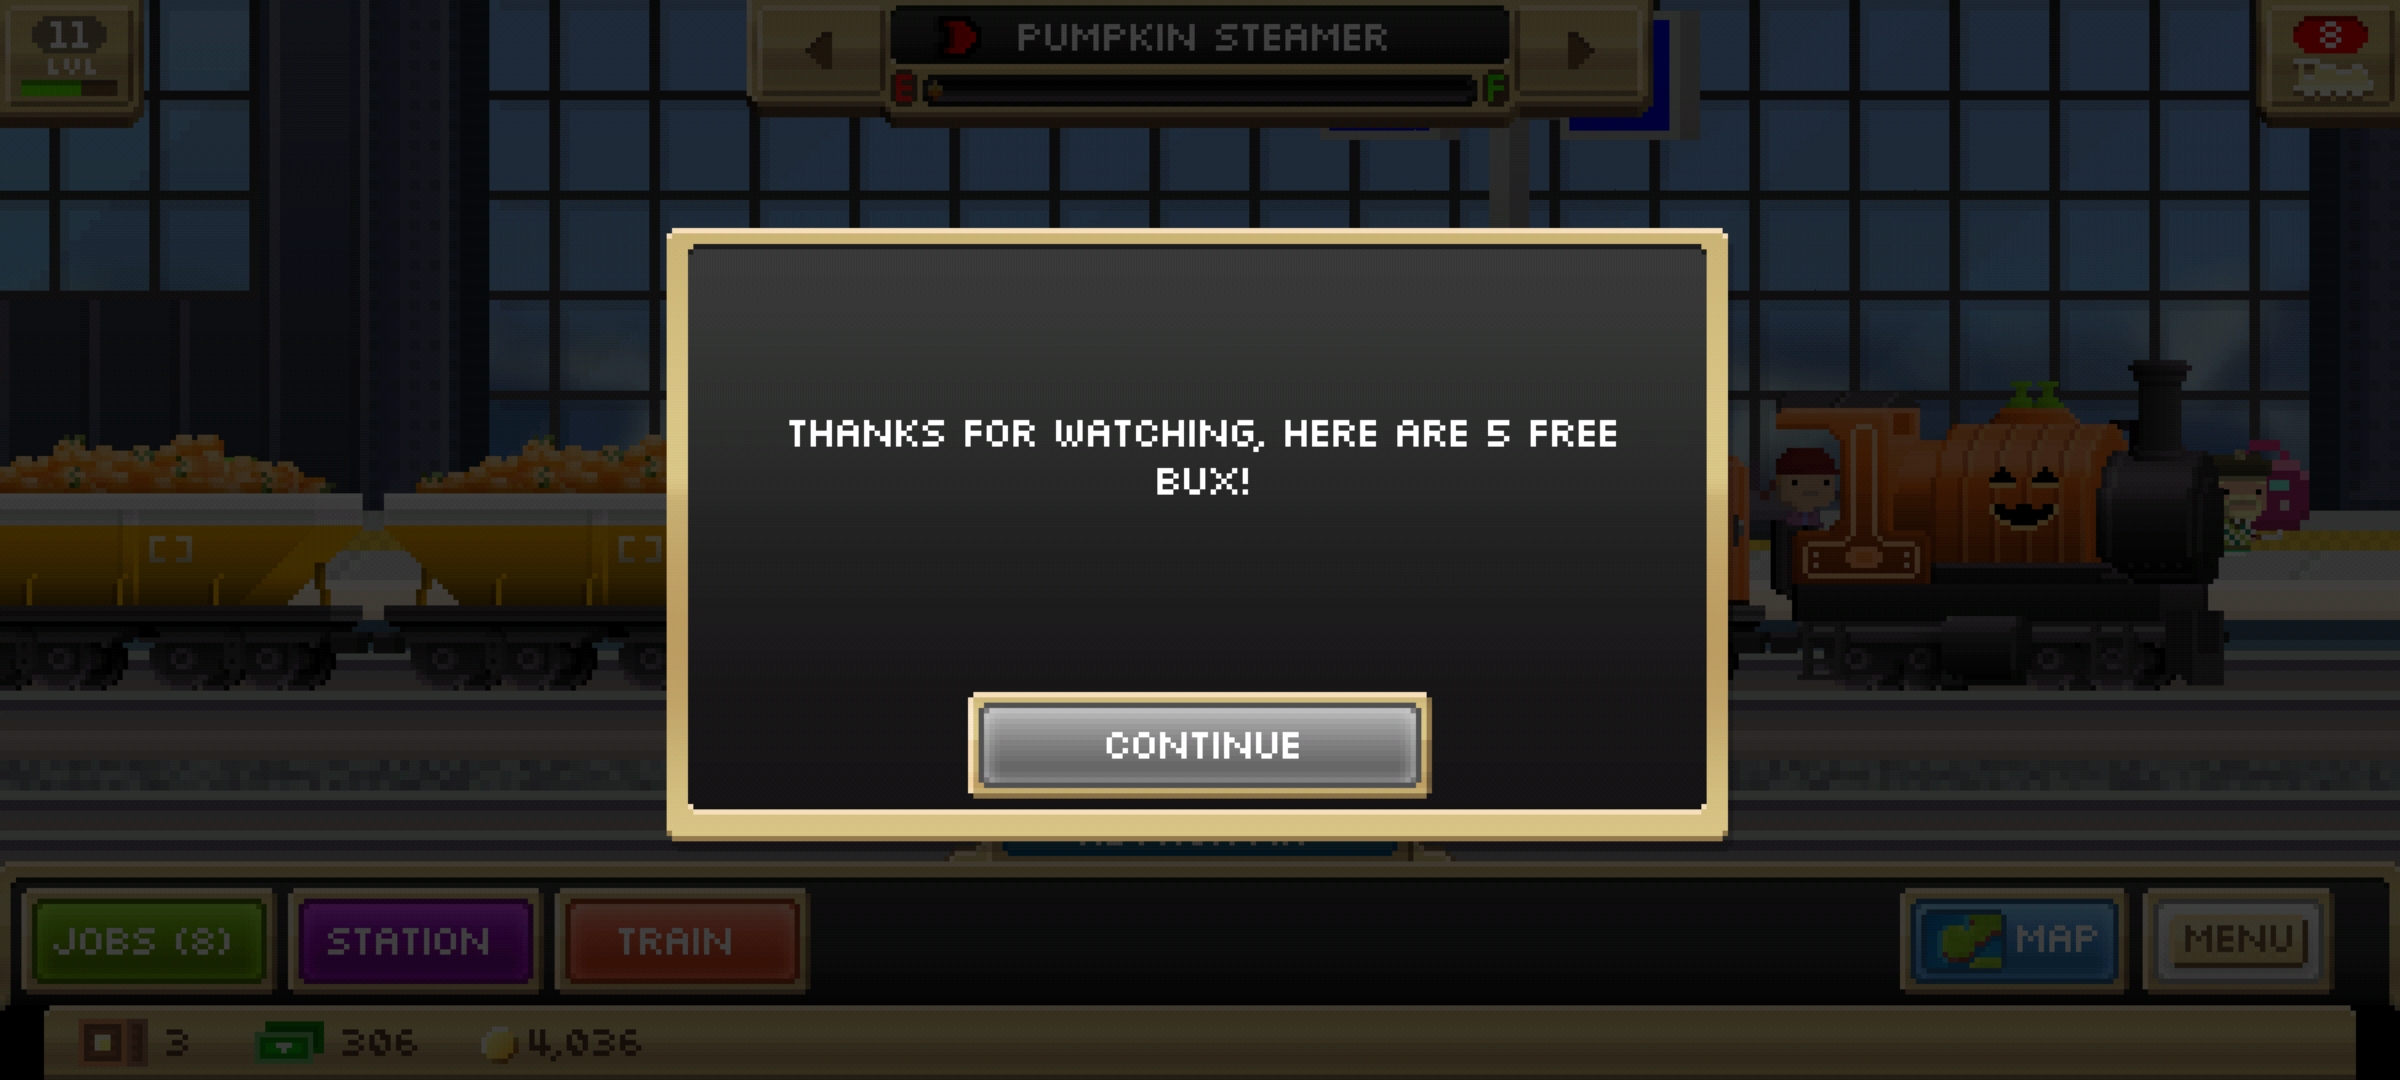 11
LVL
PUMPKIN STEAMER
E F
8
THANKS FOR WATCHING, HERE ARE 5 FREE
BUX!
CONTINUE
JOBS (8)
STATION
TRAIN
MAP
MENU
3
306
4,036